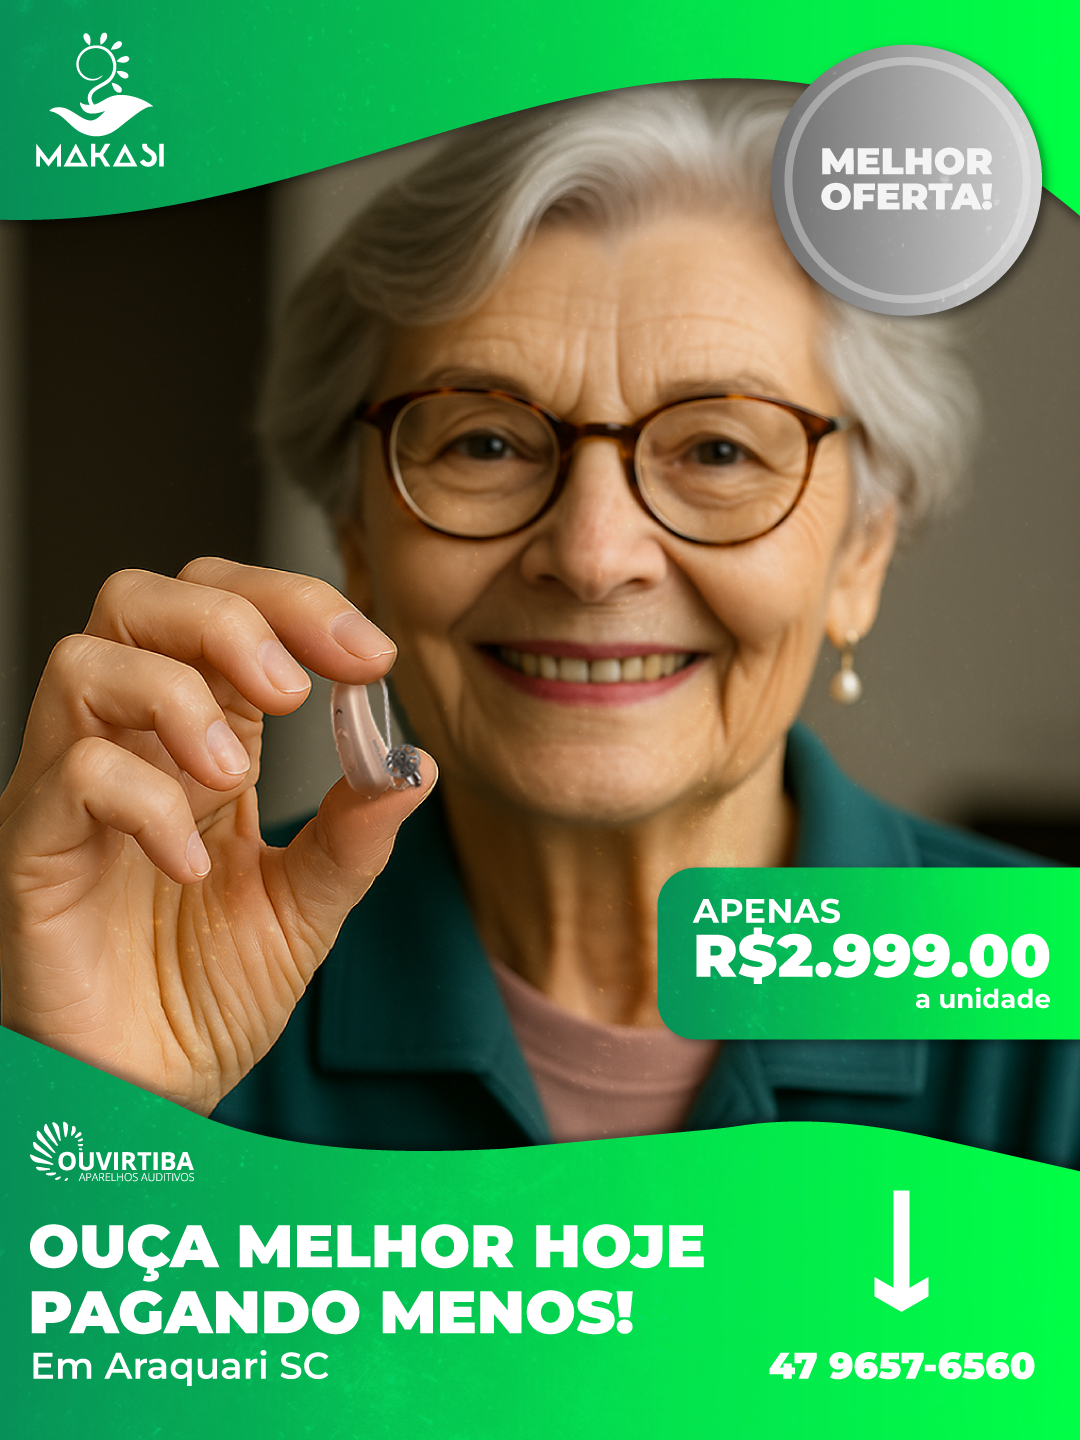 MAKASI
MELHOR
OFERTA!
APENAS
R$2.999.00
a unidade
OUVIRTIBA
APARELHOS AUDITIVOS
OUÇA MELHOR HOJE
PAGANDO MENOS!
Em Araquari SC
47 9657-6560